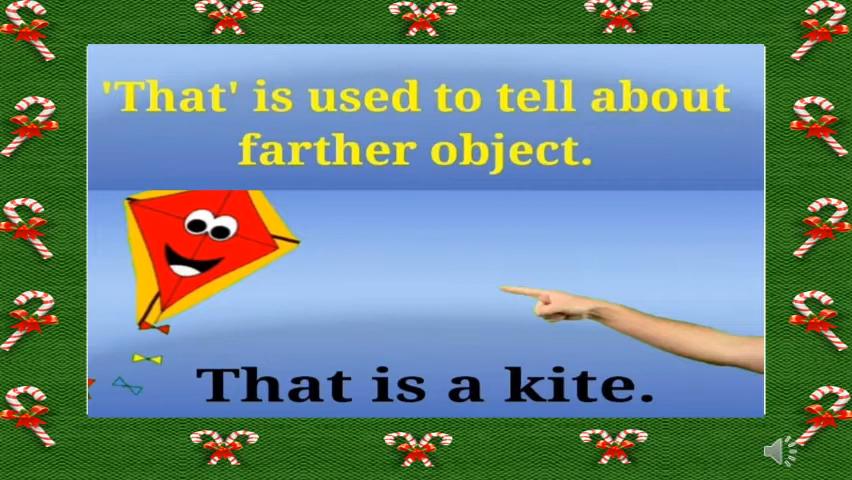 'That' is used to tell about
farther object.
That is a kite.